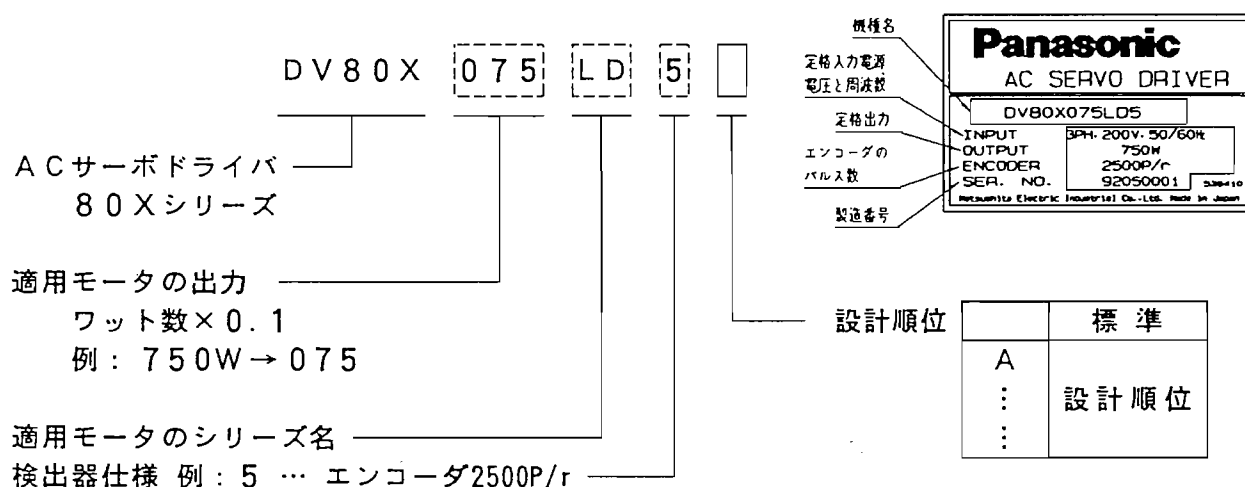 DV80X 075 LD 5
ACサーボドライバ
80Xシリーズ
適用モータの出力
ワット数×0.1
例：750W→075
適用モータのシリーズ名
検出器仕様 例：5 … エンコーダ2500P/r
機種名
定格入力電源
電圧と周波数
定格出力
エンコーダの
パルス数
製造番号
Panasonic
AC SERVO DRIVER
DV80X075LD5
INPUT 3PH. 200V. 50/60Hz
OUTPUT 750W
ENCODER 2500P/r
SER. NO. 92050001
Matsushita Electric Industrial Co.,Ltd. Made in Japan
設計順位
標準
A
⋮
⋮
設計順位